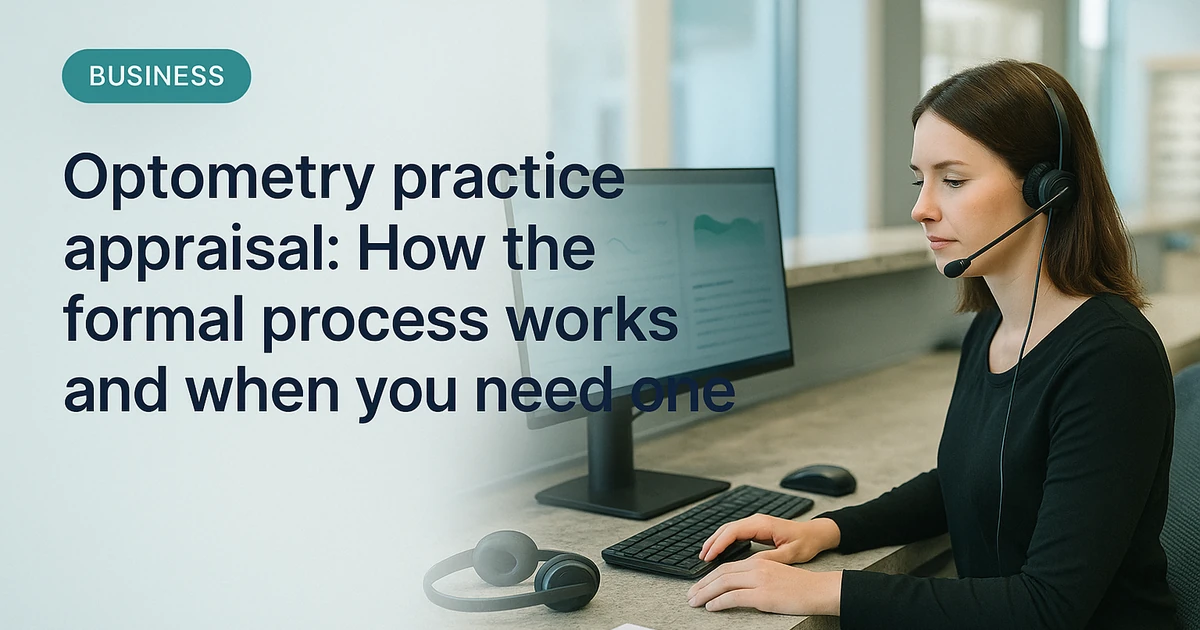 BUSINESS
Optometry practice
appraisal: How the
formal process works
and when you need one